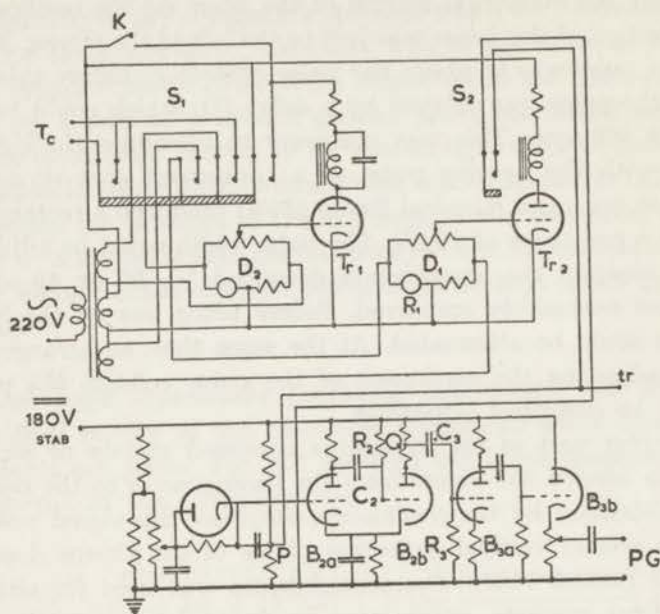 K
S₁
S₂
T_C
Tr₁
Tr₂
D₂
D₁
R₁
220V
tr
180V
STAB
R₂
Q
C₃
C₂
P
B₂ₐ
B₂b
R₃
B₃ₐ
B₃b
PG